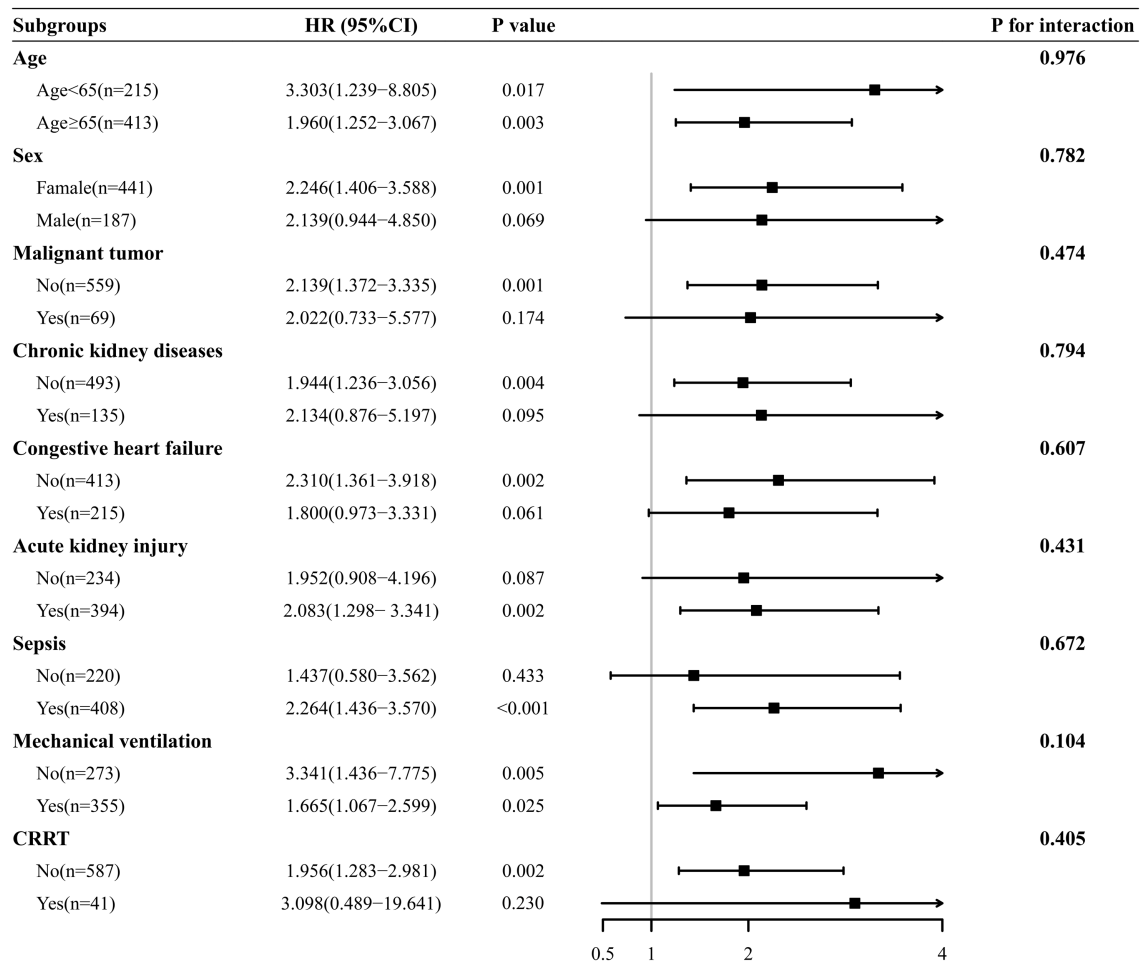 Subgroups HR (95%CI) P value P for interaction
Age 0.976
Age<65(n=215) 3.303(1.239−8.805) 0.017
Age≥65(n=413) 1.960(1.252−3.067) 0.003
Sex 0.782
Famale(n=441) 2.246(1.406−3.588) 0.001
Male(n=187) 2.139(0.944−4.850) 0.069
Malignant tumor 0.474
No(n=559) 2.139(1.372−3.335) 0.001
Yes(n=69) 2.022(0.733−5.577) 0.174
Chronic kidney diseases 0.794
No(n=493) 1.944(1.236−3.056) 0.004
Yes(n=135) 2.134(0.876−5.197) 0.095
Congestive heart failure 0.607
No(n=413) 2.310(1.361−3.918) 0.002
Yes(n=215) 1.800(0.973−3.331) 0.061
Acute kidney injury 0.431
No(n=234) 1.952(0.908−4.196) 0.087
Yes(n=394) 2.083(1.298− 3.341) 0.002
Sepsis 0.672
No(n=220) 1.437(0.580−3.562) 0.433
Yes(n=408) 2.264(1.436−3.570) <0.001
Mechanical ventilation 0.104
No(n=273) 3.341(1.436−7.775) 0.005
Yes(n=355) 1.665(1.067−2.599) 0.025
CRRT 0.405
No(n=587) 1.956(1.283−2.981) 0.002
Yes(n=41) 3.098(0.489−19.641) 0.230
0.5 1 2 4